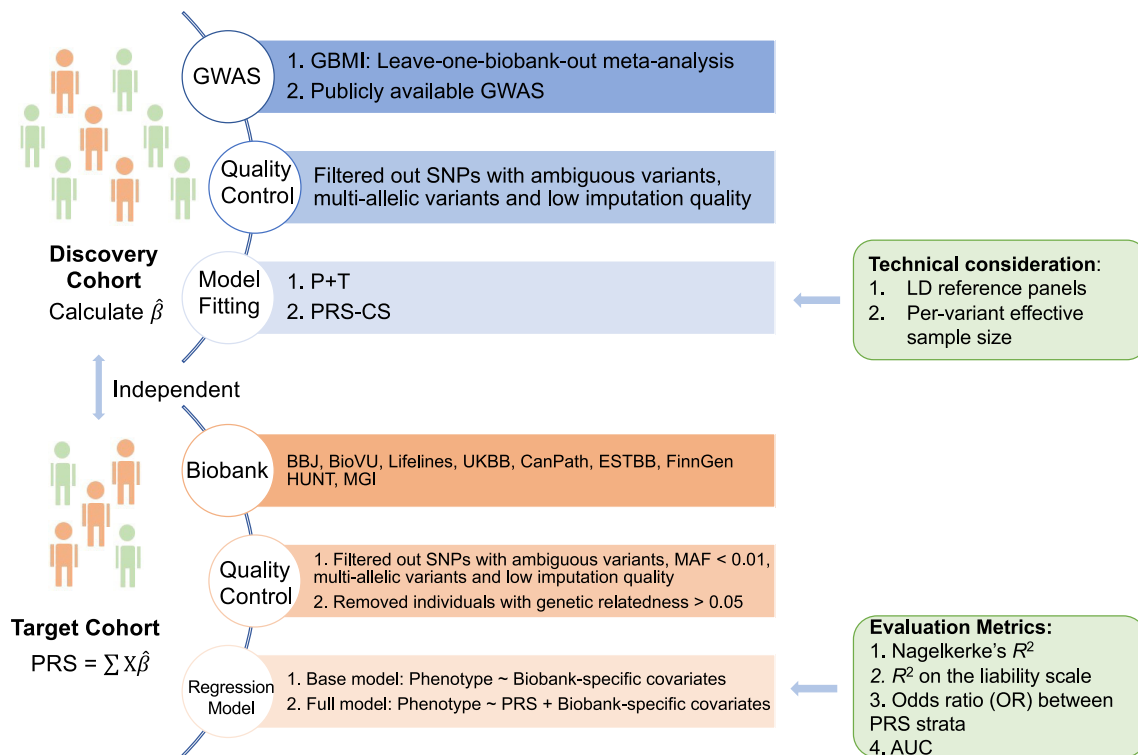 GWAS
1. GBMI: Leave-one-biobank-out meta-analysis
2. Publicly available GWAS
Quality
Control
Filtered out SNPs with ambiguous variants,
multi-allelic variants and low imputation quality
Discovery
Cohort
Calculate β̂
Model
Fitting
1. P+T
2. PRS-CS
Technical consideration:
1. LD reference panels
2. Per-variant effective
sample size
Independent
Biobank
BBJ, BioVU, Lifelines, UKBB, CanPath, ESTBB, FinnGen
HUNT, MGI
Quality
Control
1. Filtered out SNPs with ambiguous variants, MAF < 0.01,
multi-allelic variants and low imputation quality
2. Removed individuals with genetic relatedness > 0.05
Target Cohort
PRS = ∑ Xβ̂
Regression
Model
1. Base model: Phenotype ~ Biobank-specific covariates
2. Full model: Phenotype ~ PRS + Biobank-specific covariates
Evaluation Metrics:
1. Nagelkerke's R²
2. R² on the liability scale
3. Odds ratio (OR) between
PRS strata
4. AUC